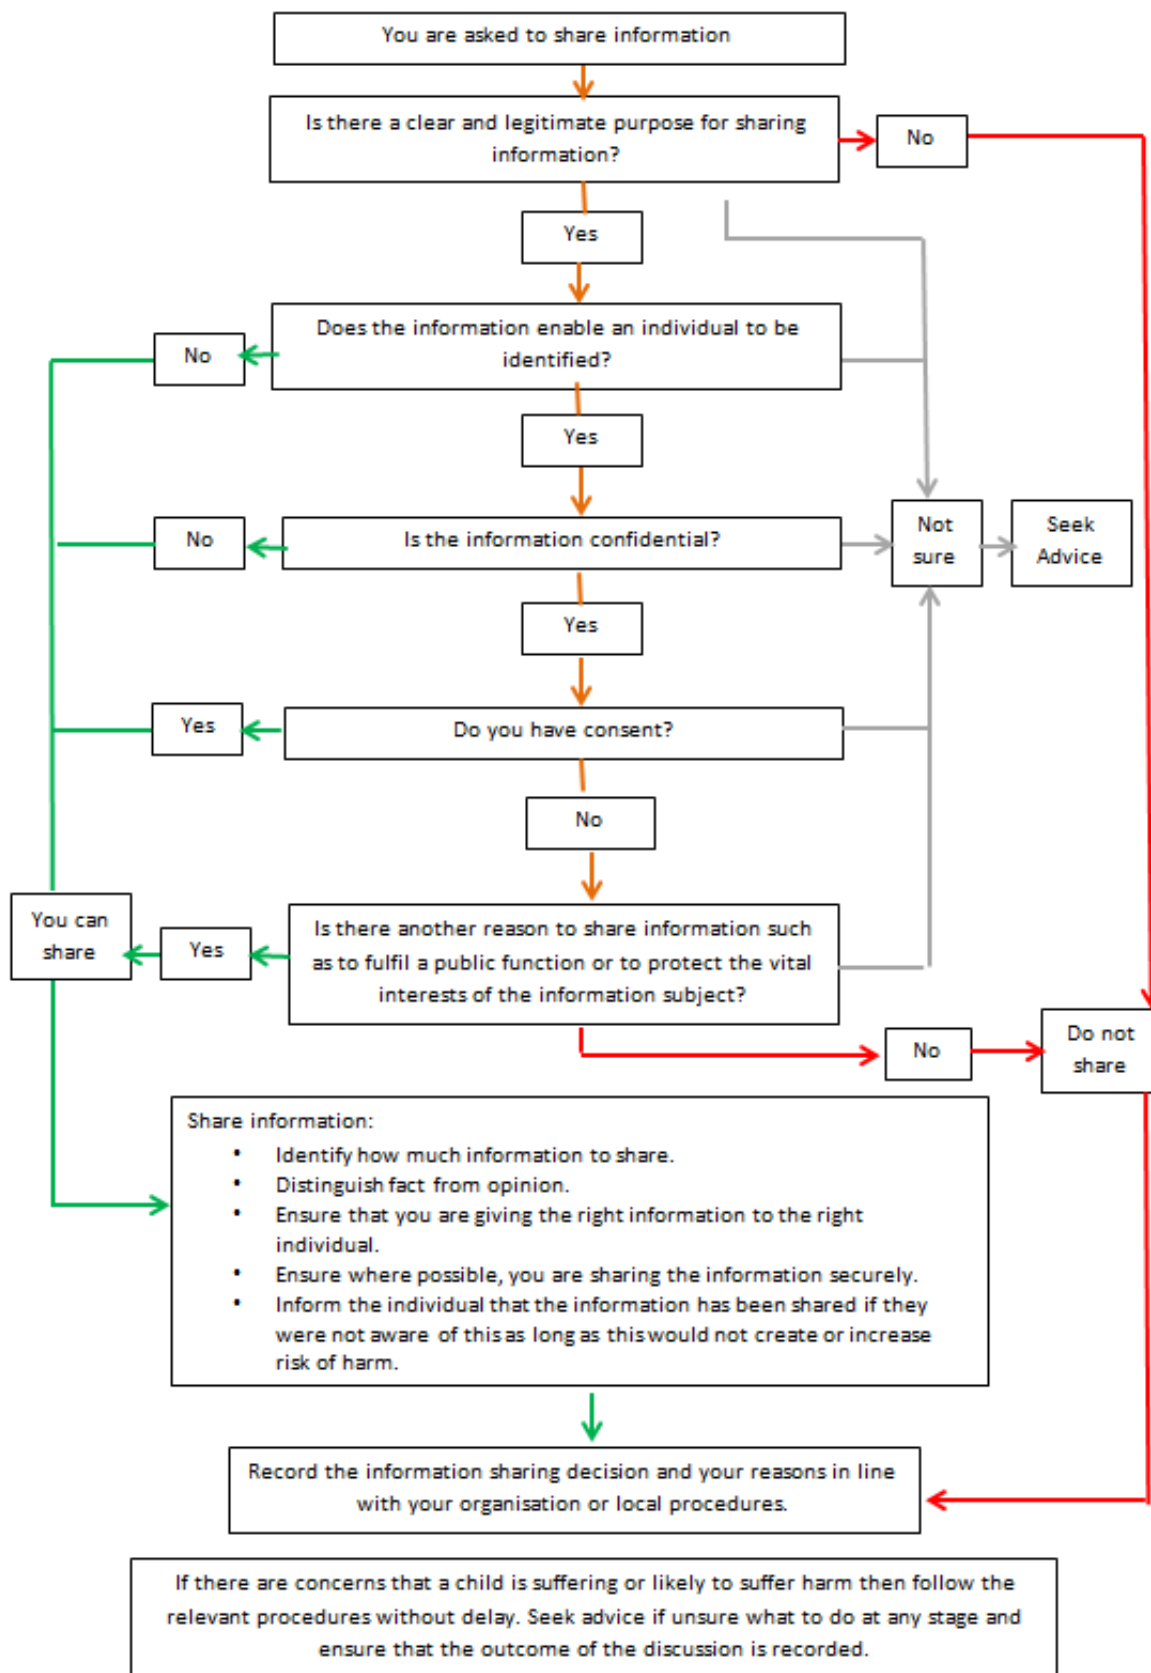 You are asked to share information
Is there a clear and legitimate purpose for sharing
information?
No
Yes
Does the information enable an individual to be
identified?
No
Yes
Is the information confidential?
No
Not
sure
Seek
Advice
Yes
Do you have consent?
Yes
No
You can
share
Yes
Is there another reason to share information such
as to fulfil a public function or to protect the vital
interests of the information subject?
No
Do not
share
Share information:
• Identify how much information to share.
• Distinguish fact from opinion.
• Ensure that you are giving the right information to the right
individual.
• Ensure where possible, you are sharing the information securely.
• Inform the individual that the information has been shared if they
were not aware of this as long as this would not create or increase
risk of harm.
Record the information sharing decision and your reasons in line
with your organisation or local procedures.
If there are concerns that a child is suffering or likely to suffer harm then follow the
relevant procedures without delay. Seek advice if unsure what to do at any stage and
ensure that the outcome of the discussion is recorded.